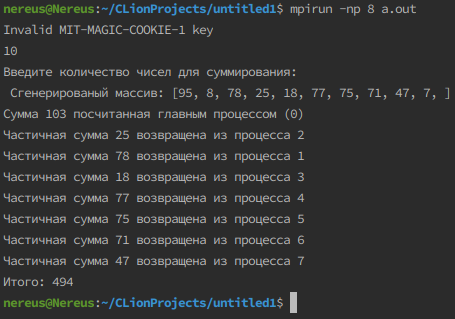 nereus@Nereus:~/CLionProjects/untitled1$ mpirun -np 8 a.out
Invalid MIT-MAGIC-COOKIE-1 key
10
Введите количество чисел для суммирования:
 Сгенерированый массив: [95, 8, 78, 25, 18, 77, 75, 71, 47, 7, ]
Сумма 103 посчитанная главным процессом (0)
Частичная сумма 25 возвращена из процесса 2
Частичная сумма 78 возвращена из процесса 1
Частичная сумма 18 возвращена из процесса 3
Частичная сумма 77 возвращена из процесса 4
Частичная сумма 75 возвращена из процесса 5
Частичная сумма 71 возвращена из процесса 6
Частичная сумма 47 возвращена из процесса 7
Итого: 494
nereus@Nereus:~/CLionProjects/untitled1$